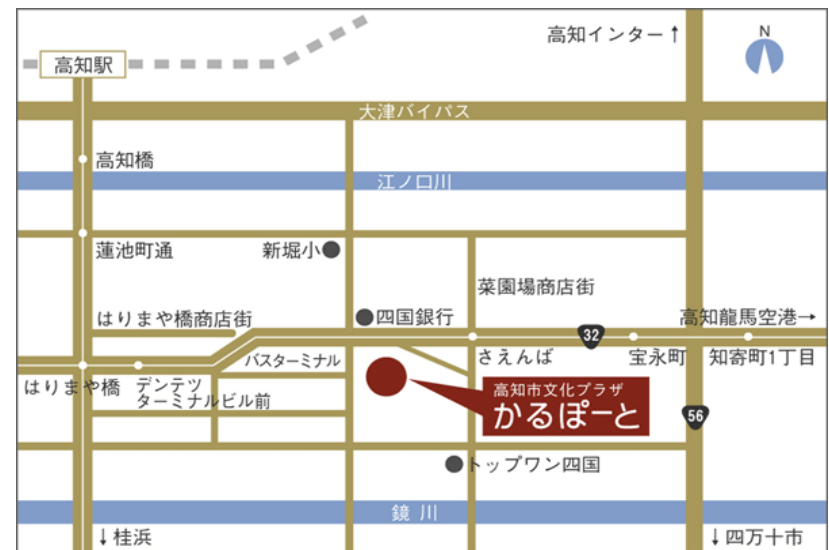 高知インター↑
N
高知駅
大津バイパス
高知橋
江ノ口川
蓮池町通
新堀小
菜園場商店街
はりまや橋商店街
四国銀行
高知龍馬空港→
32
バスターミナル
さえんば
宝永町
知寄町1丁目
はりまや橋
デンテツ
ターミナルビル前
高知市文化プラザ
かるぽーと
56
トップワン四国
鏡川
↓桂浜
↓四万十市